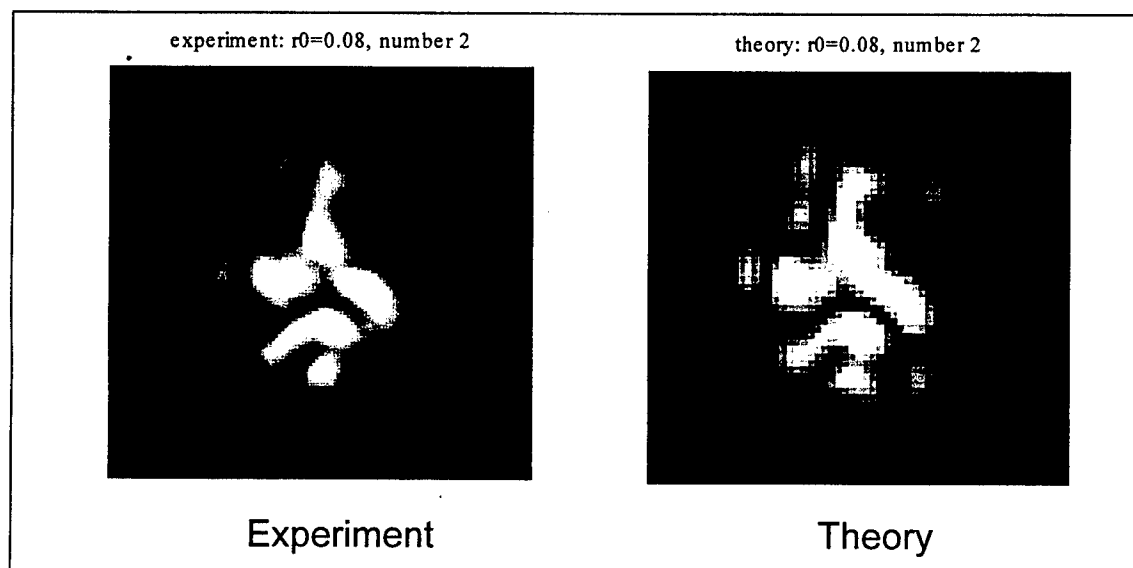 experiment: r0=0.08, number 2
theory: r0=0.08, number 2
Experiment
Theory